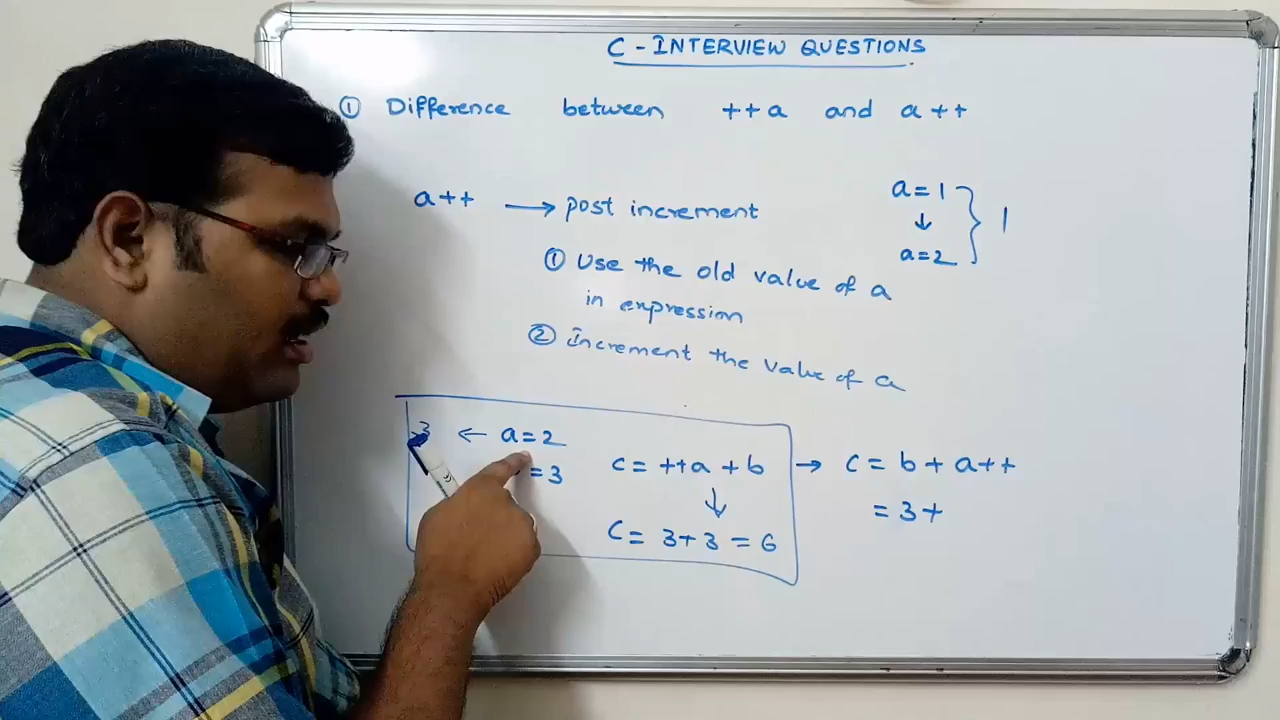 C - INTERVIEW QUESTIONS
① Difference between ++a and a++
a++ → post increment
a=1
↓
a=2
} 1
① Use the old value of a
in expression
② Increment the value of a
3 ← a=2
=3
c= ++a +b
↓
C= 3+3 = 6
→ c= b+a++
= 3+